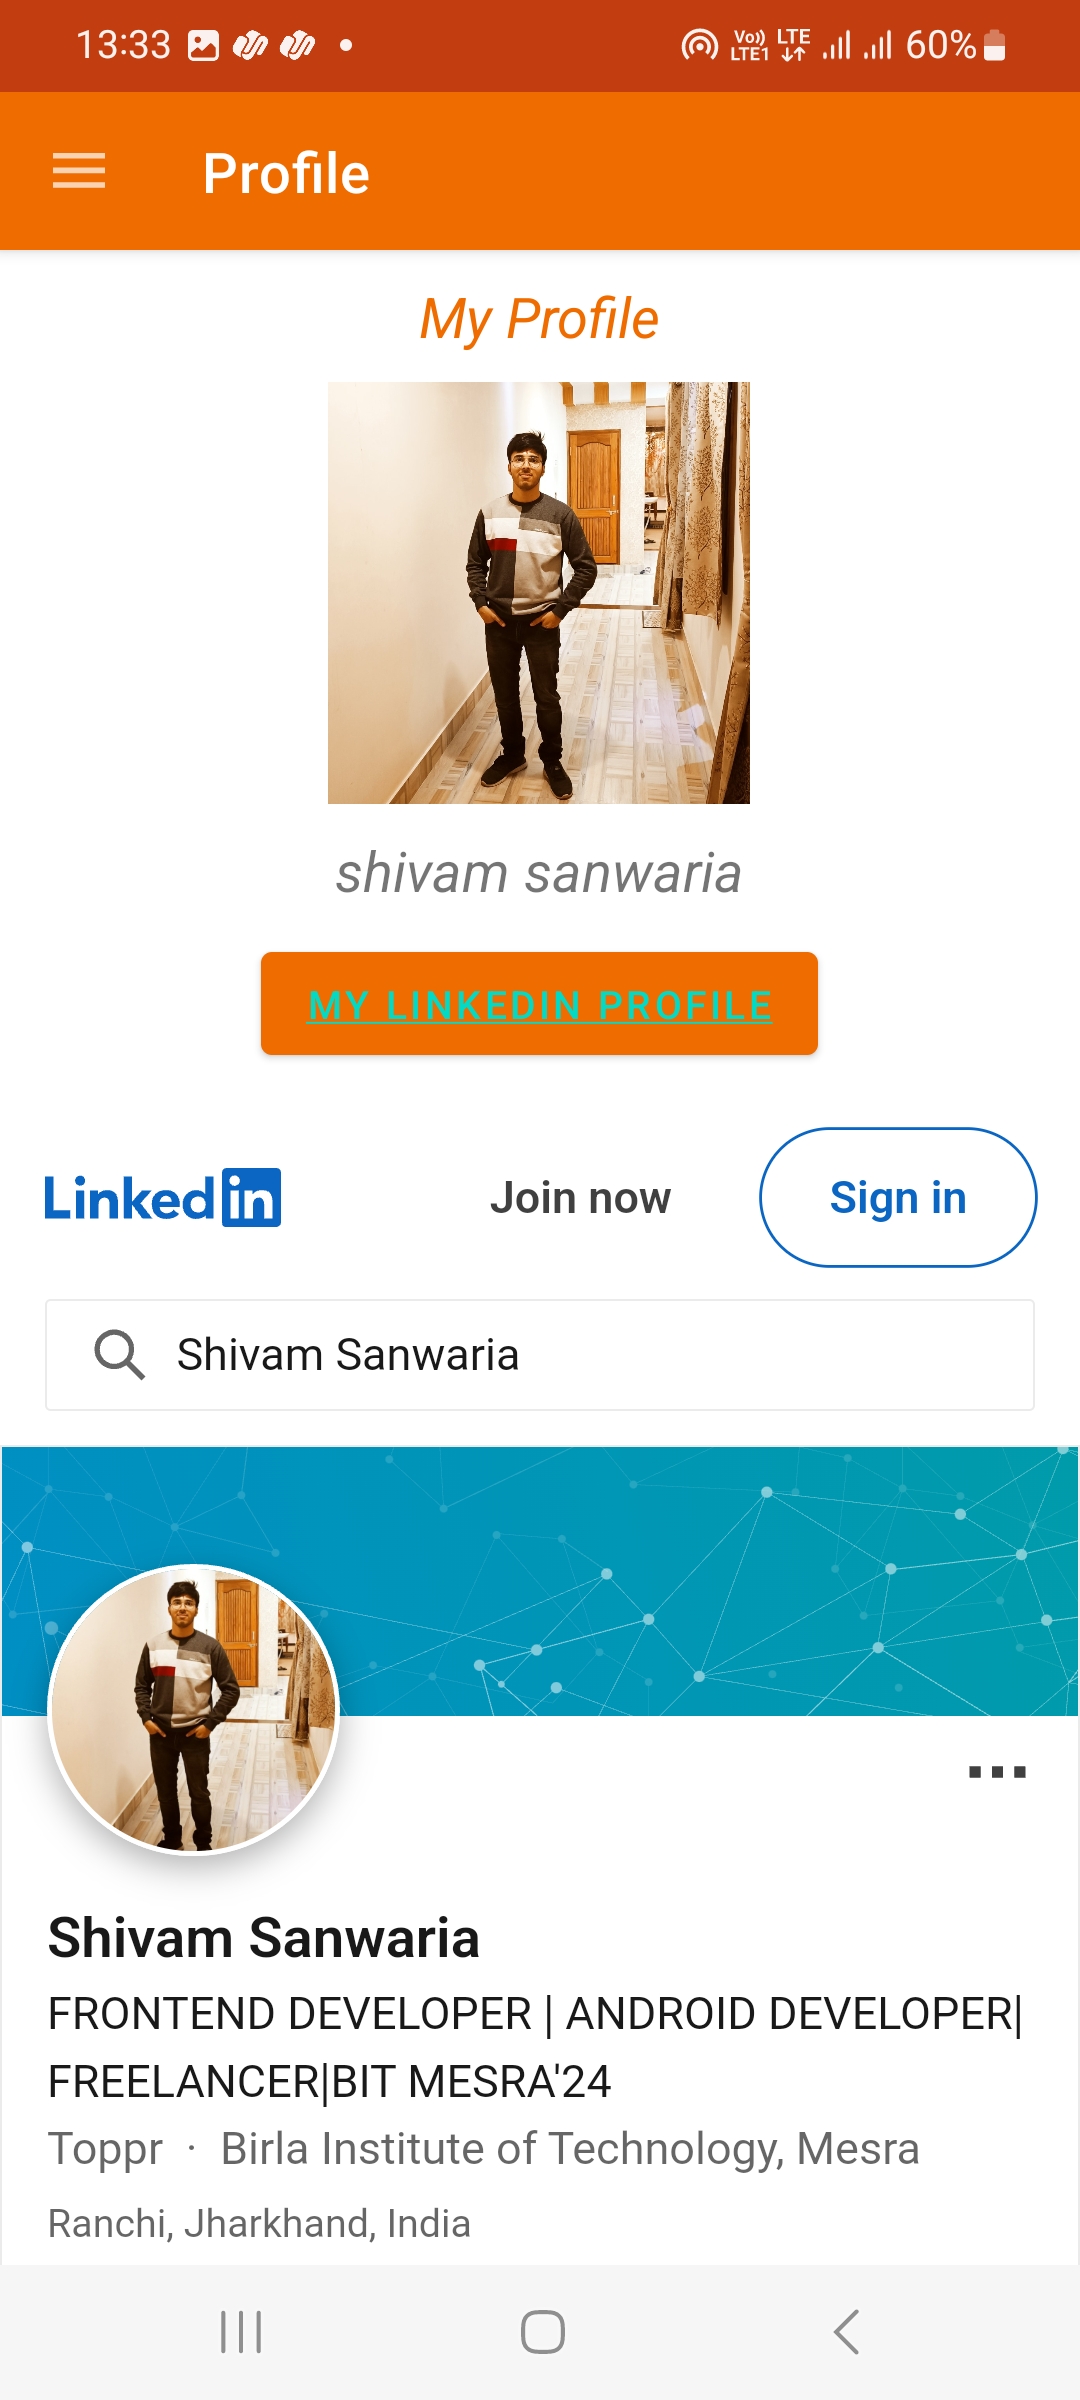 13:33 Vo)) LTE1 LTE 60%
Profile
My Profile
shivam sanwaria
MY LINKEDIN PROFILE
Linkedin Join now Sign in
Shivam Sanwaria
Shivam Sanwaria
FRONTEND DEVELOPER | ANDROID DEVELOPER|
FREELANCER|BIT MESRA'24
Toppr · Birla Institute of Technology, Mesra
Ranchi, Jharkhand, India